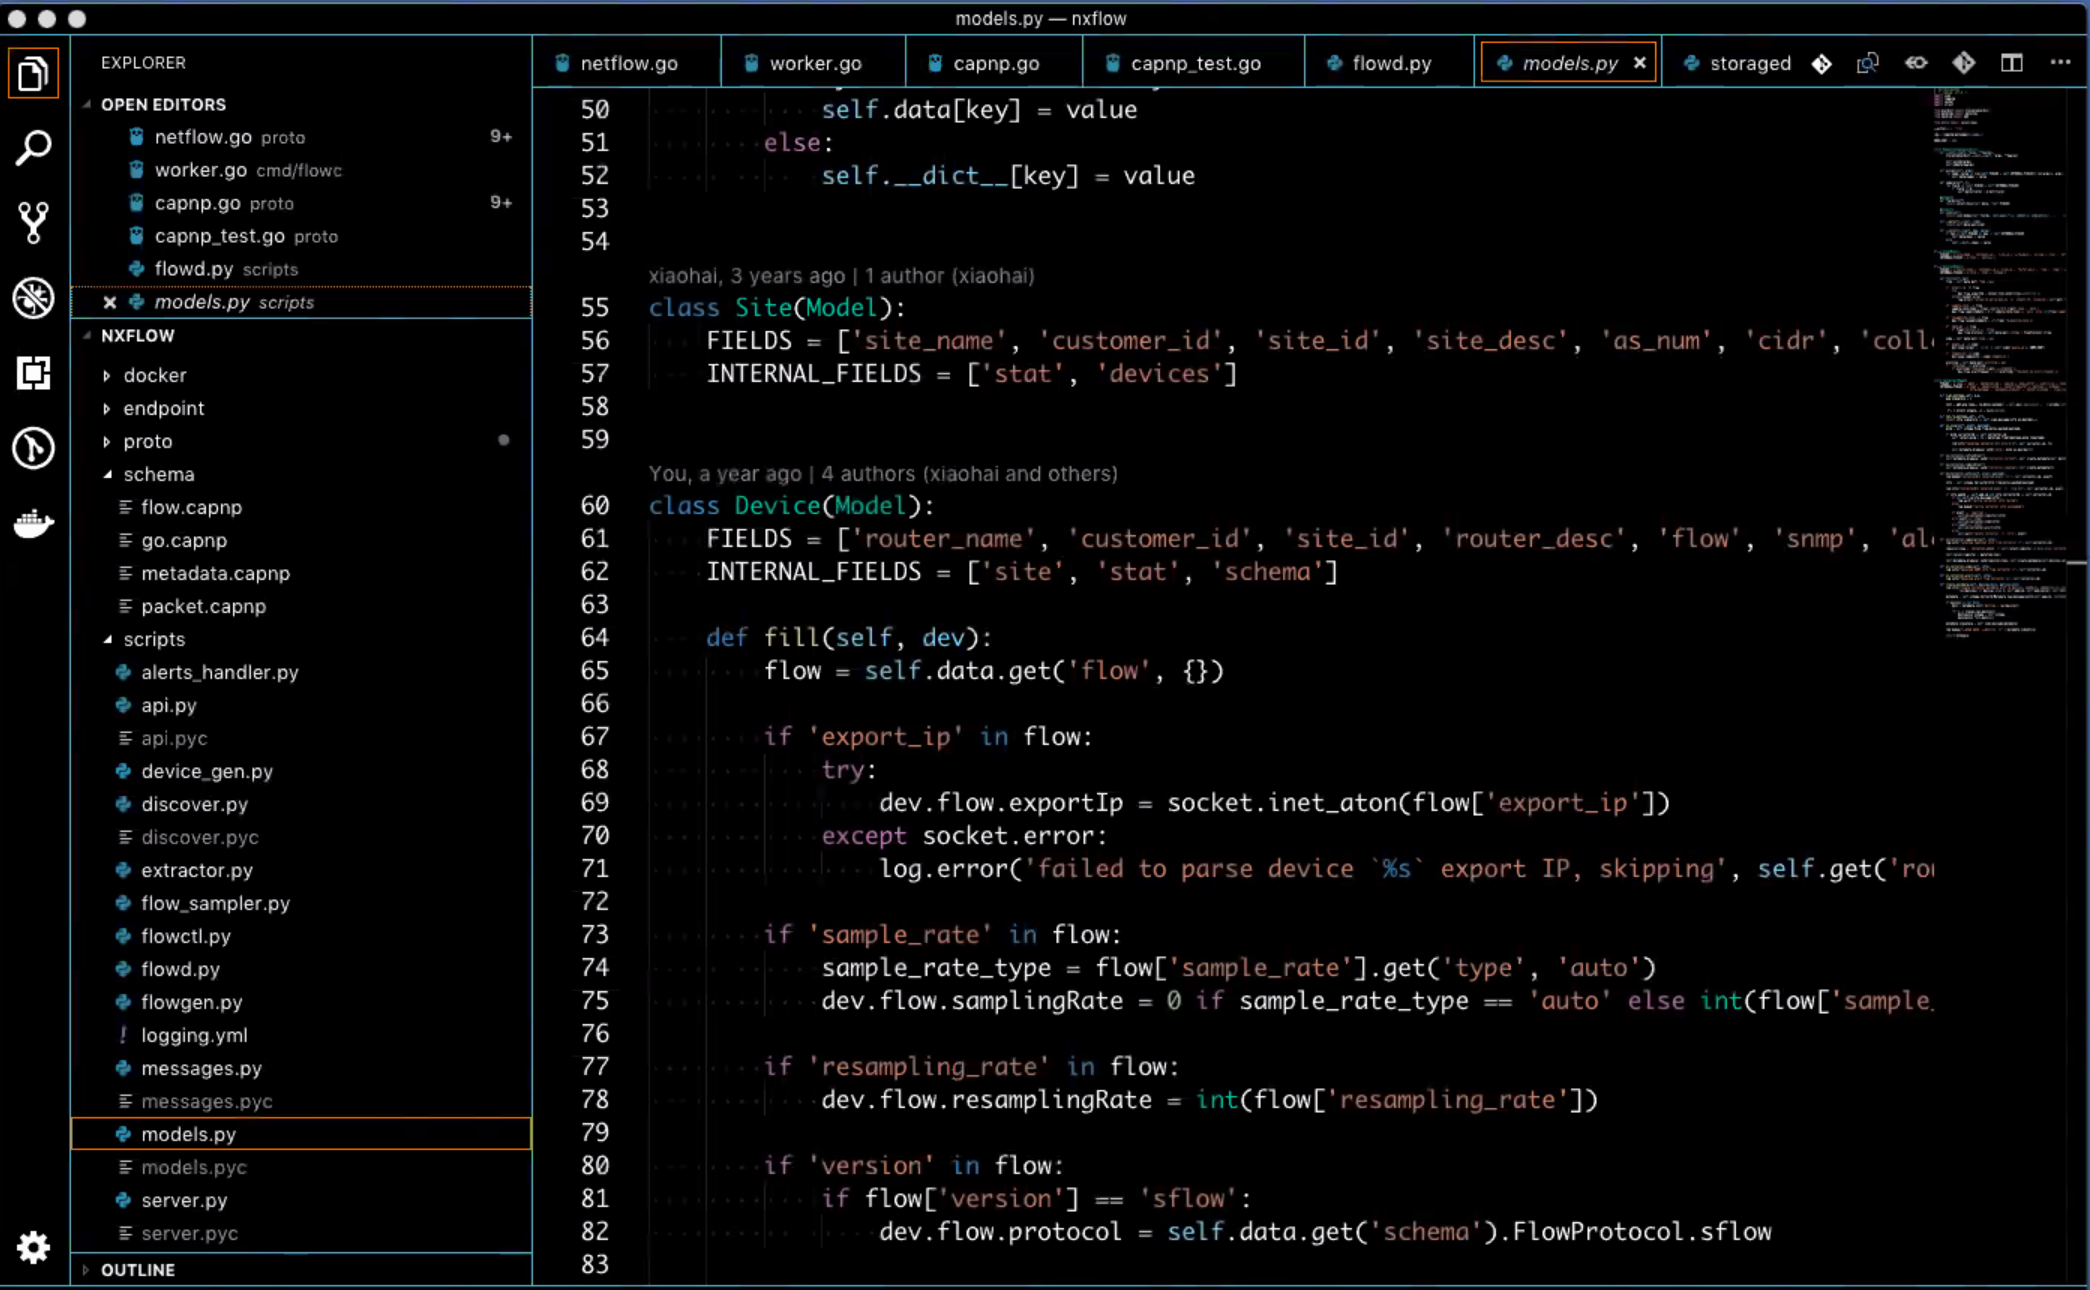 models.py — nxflow
EXPLORER
OPEN EDITORS
netflow.go proto 9+
worker.go cmd/flowc
capnp.go proto 9+
capnp_test.go proto
flowd.py scripts
models.py scripts
NXFLOW
docker
endpoint
proto
schema
flow.capnp
go.capnp
metadata.capnp
packet.capnp
scripts
alerts_handler.py
api.py
api.pyc
device_gen.py
discover.py
discover.pyc
extractor.py
flow_sampler.py
flowctl.py
flowd.py
flowgen.py
! logging.yml
messages.py
messages.pyc
models.py
models.pyc
server.py
server.pyc
OUTLINE
netflow.go worker.go capnp.go capnp_test.go flowd.py models.py storaged
50 self.data[key] = value
51 else:
52 self.__dict__[key] = value
53
54
xiaohai, 3 years ago | 1 author (xiaohai)
55 class Site(Model):
56 FIELDS = ['site_name', 'customer_id', 'site_id', 'site_desc', 'as_num', 'cidr', 'coll
57 INTERNAL_FIELDS = ['stat', 'devices']
58
59
You, a year ago | 4 authors (xiaohai and others)
60 class Device(Model):
61 FIELDS = ['router_name', 'customer_id', 'site_id', 'router_desc', 'flow', 'snmp', 'al
62 INTERNAL_FIELDS = ['site', 'stat', 'schema']
63
64 def fill(self, dev):
65 flow = self.data.get('flow', {})
66
67 if 'export_ip' in flow:
68 try:
69 dev.flow.exportIp = socket.inet_aton(flow['export_ip'])
70 except socket.error:
71 log.error('failed to parse device `%s` export IP, skipping', self.get('rou
72
73 if 'sample_rate' in flow:
74 sample_rate_type = flow['sample_rate'].get('type', 'auto')
75 dev.flow.samplingRate = 0 if sample_rate_type == 'auto' else int(flow['sample_
76
77 if 'resampling_rate' in flow:
78 dev.flow.resamplingRate = int(flow['resampling_rate'])
79
80 if 'version' in flow:
81 if flow['version'] == 'sflow':
82 dev.flow.protocol = self.data.get('schema').FlowProtocol.sflow
83